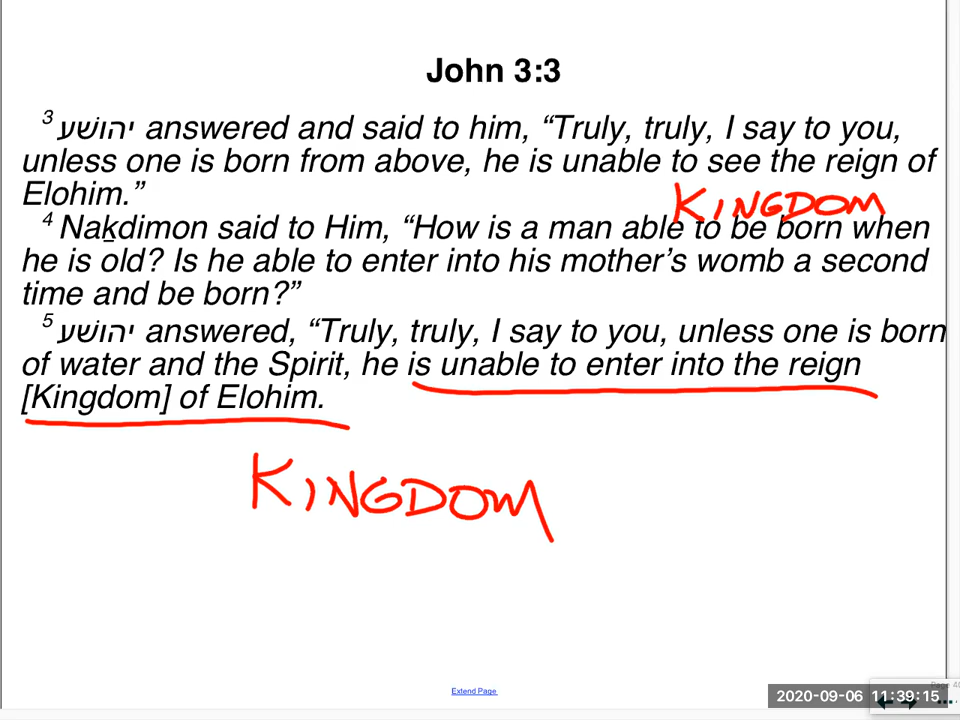 John 3:3
3 יהושׁע answered and said to him, “Truly, truly, I say to you,
unless one is born from above, he is unable to see the reign of
Elohim.”
KINGDOM
4 Naḵdimon said to Him, “How is a man able to be born when
he is old? Is he able to enter into his mother’s womb a second
time and be born?”
5 יהושׁע answered, “Truly, truly, I say to you, unless one is born
of water and the Spirit, he is unable to enter into the reign
[Kingdom] of Elohim.
KINGDOM
Extend Page
Page 40
2020-09-06 11:39:15